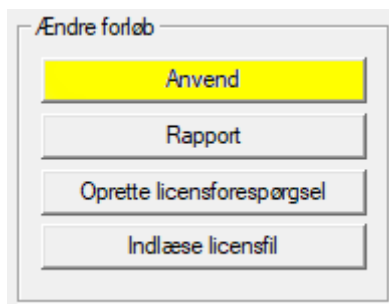 Ændre forløb
Anvend
Rapport
Oprette licensforespørgsel
Indlæse licensfil